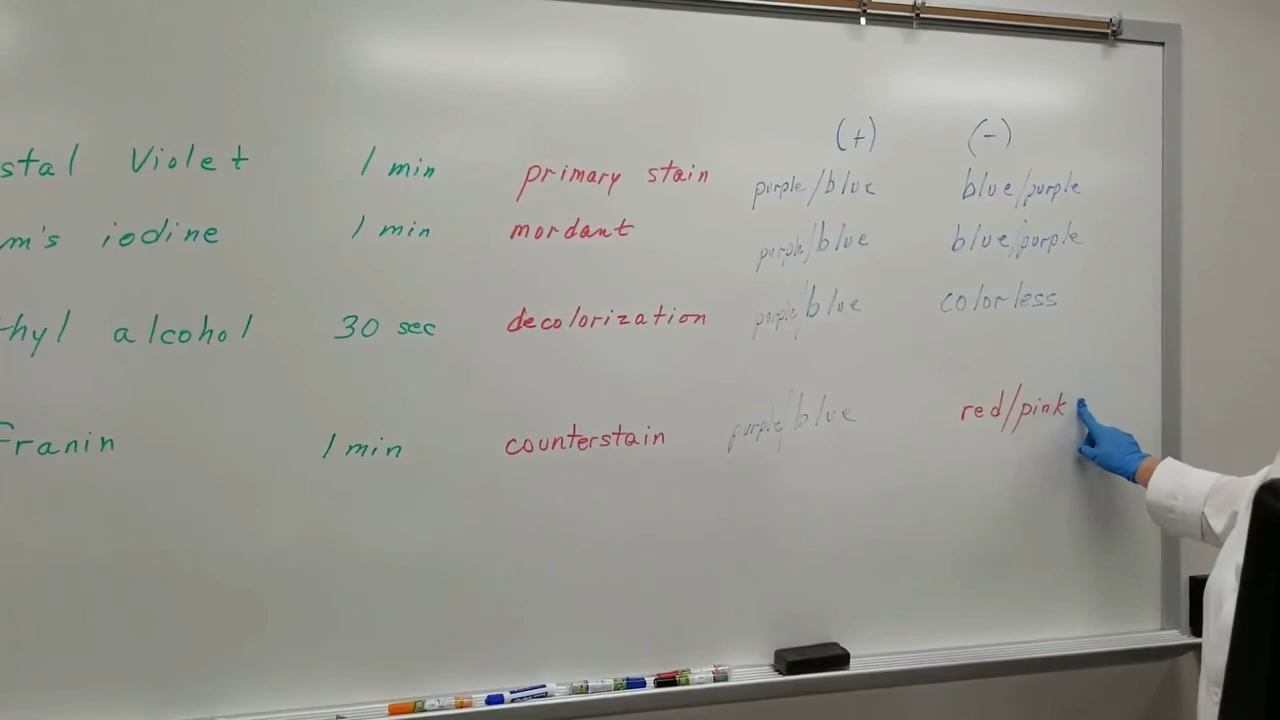 (+) (-)
stal Violet 1 min primary stain purple/blue blue/purple
m's iodine 1 min mordant purple/blue blue/purple
hyl alcohol 30 sec decolorization purple/blue colorless
franin 1 min counterstain purple/blue red/pink